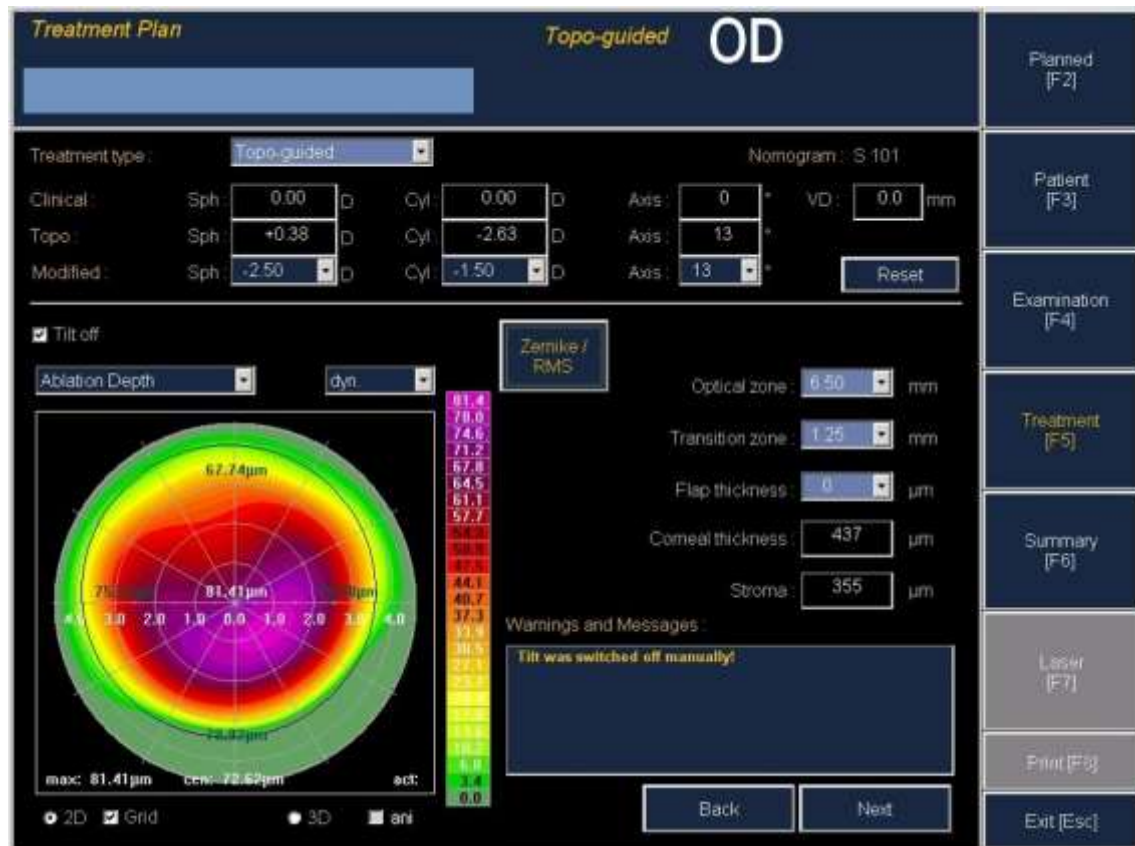 Treatment Plan
Topo-guided OD
Planned
[F2]
Treatment type : Topo-guided Nomogram : S 101
Clinical : Sph : 0.00 D Cyl : 0.00 D Axis : 0 ° VD : 0.0 mm
Topo : Sph : +0.38 D Cyl : -2.63 D Axis : 13 °
Modified : Sph : -2.50 D Cyl : -1.50 D Axis : 13 °
Reset
Patient
[F3]
Examination
[F4]
Tilt off
Zernike /
RMS
Ablation Depth dyn.
Optical zone : 6.50 mm
Transition zone : 1.25 mm
Flap thickness : 0 µm
Corneal thickness : 437 µm
Stroma : 355 µm
Treatment
[F5]
Summary
[F6]
81.4
78.0
74.6
71.2
67.8
64.5
61.1
57.7
44.1
40.7
37.3
6.8
3.4
0.0
67.74µm
81.41µm
3.0 2.0 1.0 0.0 1.0 2.0 3.0 4.0
max: 81.41µm cen: 72.62µm act:
Warnings and Messages :
Tilt was switched off manually!
Laser
[F7]
Print [F8]
2D Grid 3D ani
Back Next
Exit [Esc]